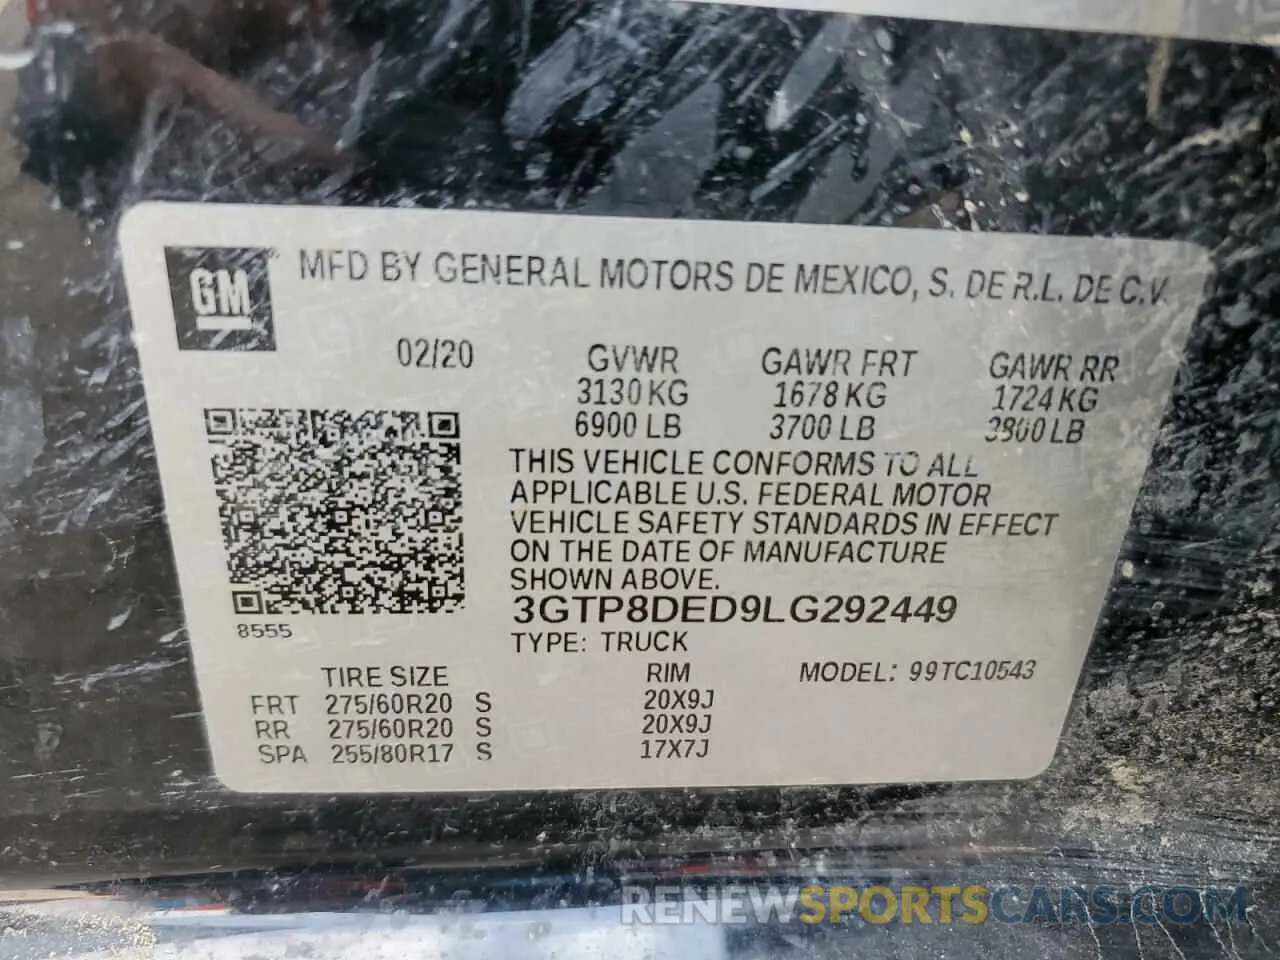 GM MFD BY GENERAL MOTORS DE MEXICO, S. DE R.L. DE C.V.
02/20 GVWR GAWR FRT GAWR RR
3130 KG 1678 KG 1724 KG
6900 LB 3700 LB 3800 LB
THIS VEHICLE CONFORMS TO ALL
APPLICABLE U.S. FEDERAL MOTOR
VEHICLE SAFETY STANDARDS IN EFFECT
ON THE DATE OF MANUFACTURE
SHOWN ABOVE.
3GTP8DED9LG292449
8555
TYPE: TRUCK
TIRE SIZE RIM MODEL: 99TC10543
FRT 275/60R20 S 20X9J
RR 275/60R20 S 20X9J
SPA 255/80R17 S 17X7J
RENEWSPORTSCARS.COM